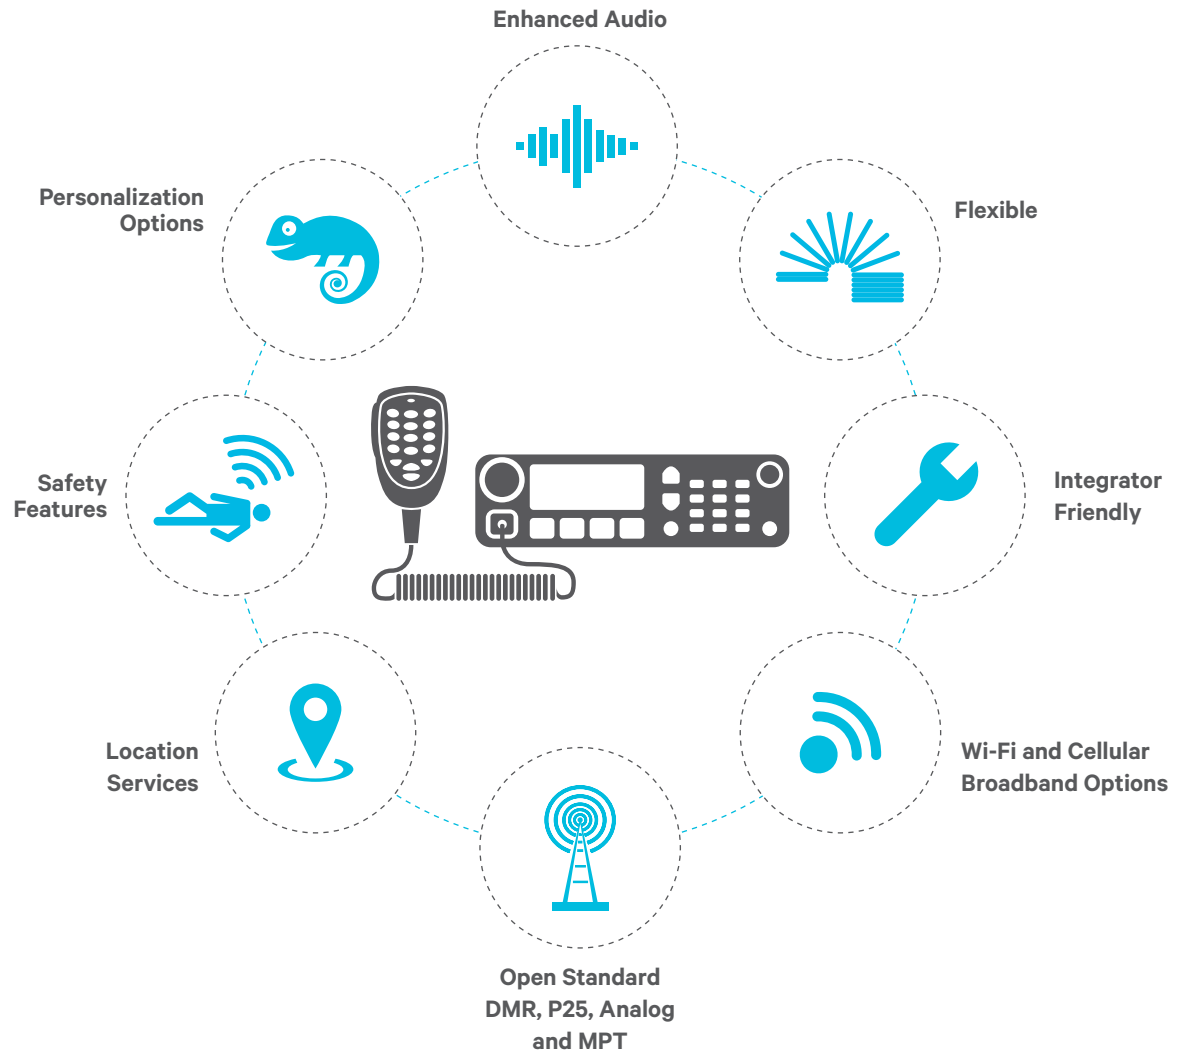 Enhanced Audio
Personalization
Options
Flexible
Safety
Features
Integrator
Friendly
Location
Services
Wi-Fi and Cellular
Broadband Options
Open Standard
DMR, P25, Analog
and MPT